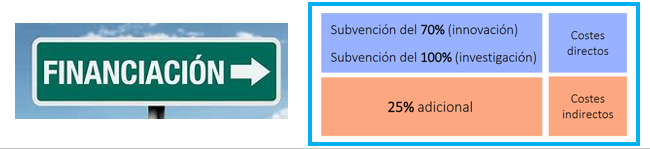 FINANCIACIÓN
Subvención del 70% (innovación)
Subvención del 100% (investigación)
Costes
directos
25% adicional
Costes
indirectos